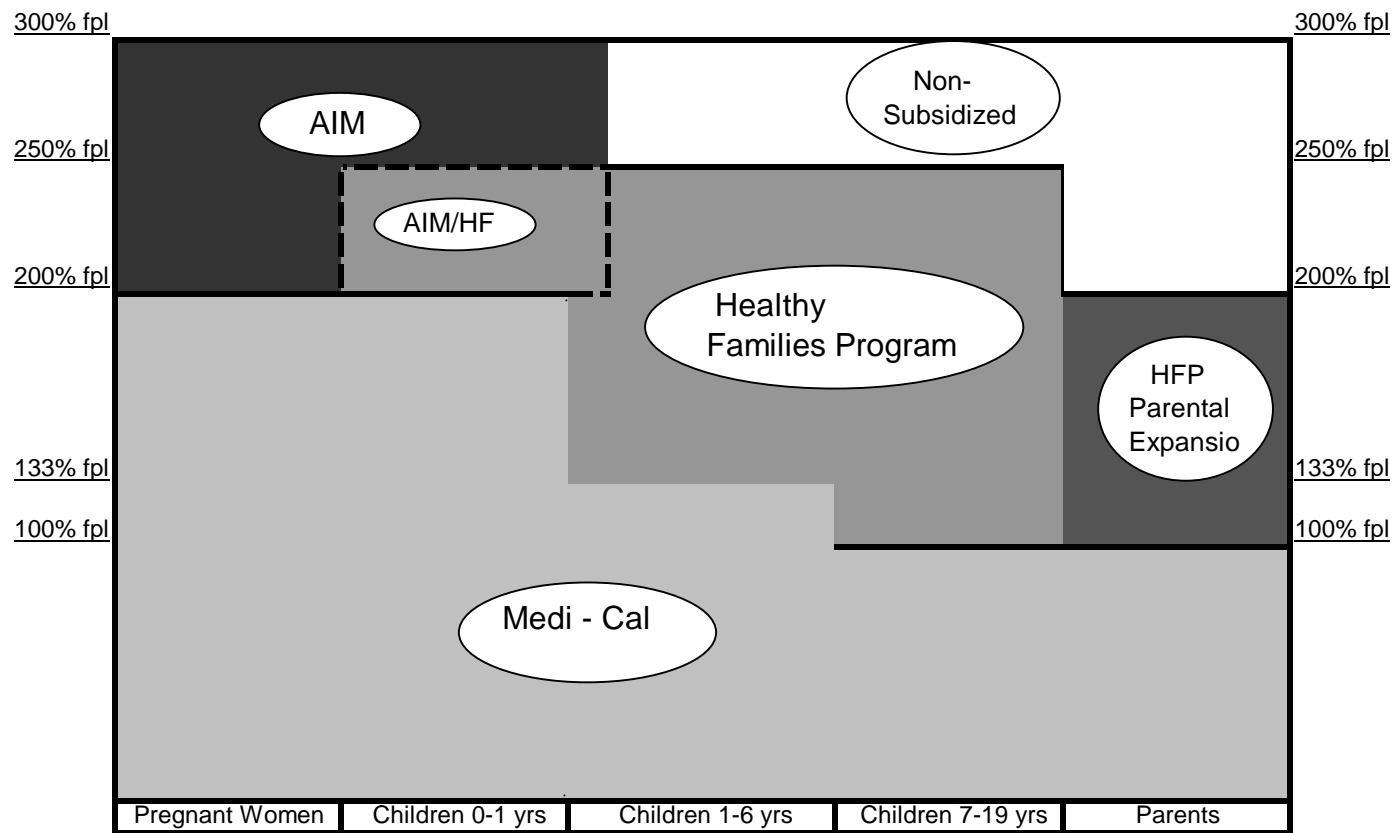 300% fpl
300% fpl
Non-
Subsidized
AIM
250% fpl
250% fpl
AIM/HF
200% fpl
200% fpl
Healthy
Families Program
HFP
Parental
Expansio
133% fpl
133% fpl
100% fpl
100% fpl
Medi - Cal
Pregnant Women
Children 0-1 yrs
Children 1-6 yrs
Children 7-19 yrs
Parents